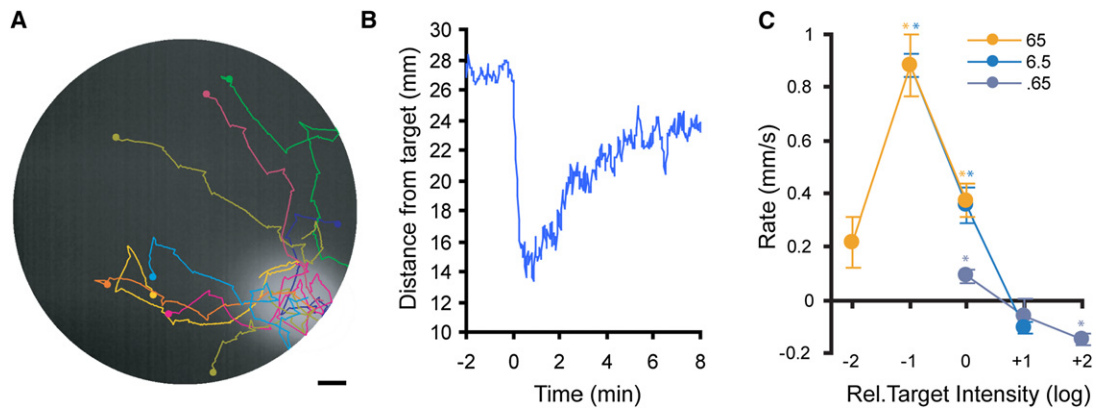 A
B
C
Distance from target (mm)
30
28
26
24
22
20
18
16
14
12
10
-2 0 2 4 6 8
Time (min)
Rate (mm/s)
1
0.8
0.6
0.4
0.2
0
-0.2
* *
* *
*
*
65
6.5
.65
-2 -1 0 +1 +2
Rel.Target Intensity (log)